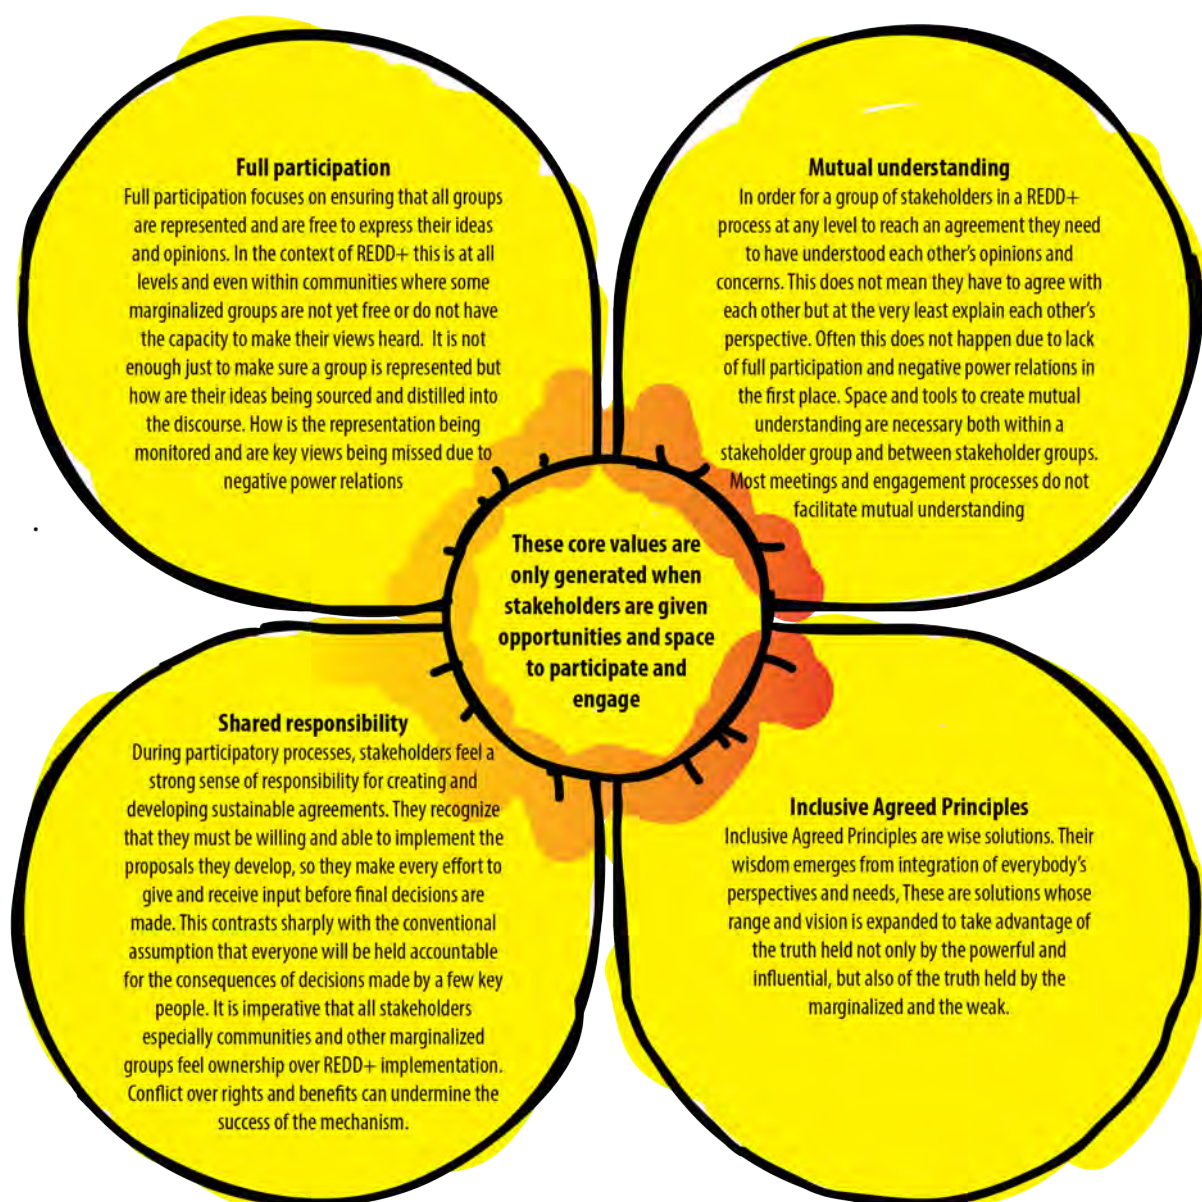 Full participation
Full participation focuses on ensuring that all groups
are represented and are free to express their ideas
and opinions. In the context of REDD+ this is at all
levels and even within communities where some
marginalized groups are not yet free or do not have
the capacity to make their views heard.  It is not
enough just to make sure a group is represented but
how are their ideas being sourced and distilled into
the discourse. How is the representation being
monitored and are key views being missed due to
negative power relations
Mutual understanding
In order for a group of stakeholders in a REDD+
process at any level to reach an agreement they need
to have understood each other’s opinions and
concerns. This does not mean they have to agree with
each other but at the very least explain each other’s
perspective. Often this does not happen due to lack
of full participation and negative power relations in
the first place. Space and tools to create mutual
understanding are necessary both within a
stakeholder group and between stakeholder groups.
Most meetings and engagement processes do not
facilitate mutual understanding
These core values are
only generated when
stakeholders are given
opportunities and space
to participate and
engage
Shared responsibility
During participatory processes, stakeholders feel a
strong sense of responsibility for creating and
developing sustainable agreements. They recognize
that they must be willing and able to implement the
proposals they develop, so they make every effort to
give and receive input before final decisions are
made. This contrasts sharply with the conventional
assumption that everyone will be held accountable
for the consequences of decisions made by a few key
people. It is imperative that all stakeholders
especially communities and other marginalized
groups feel ownership over REDD+ implementation.
Conflict over rights and benefits can undermine the
success of the mechanism.
Inclusive Agreed Principles
Inclusive Agreed Principles are wise solutions. Their
wisdom emerges from integration of everybody’s
perspectives and needs, These are solutions whose
range and vision is expanded to take advantage of
the truth held not only by the powerful and
influential, but also of the truth held by the
marginalized and the weak.